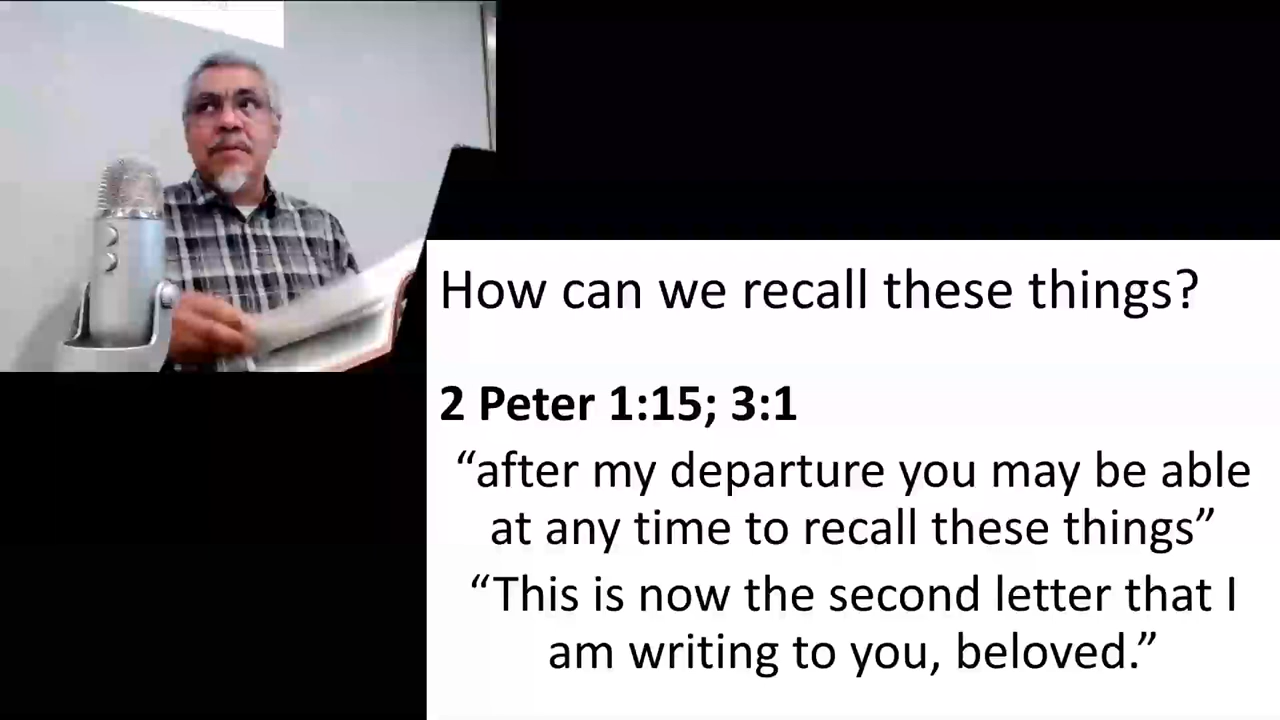 How can we recall these things?
2 Peter 1:15; 3:1
“after my departure you may be able
at any time to recall these things”
“This is now the second letter that I
am writing to you, beloved.”